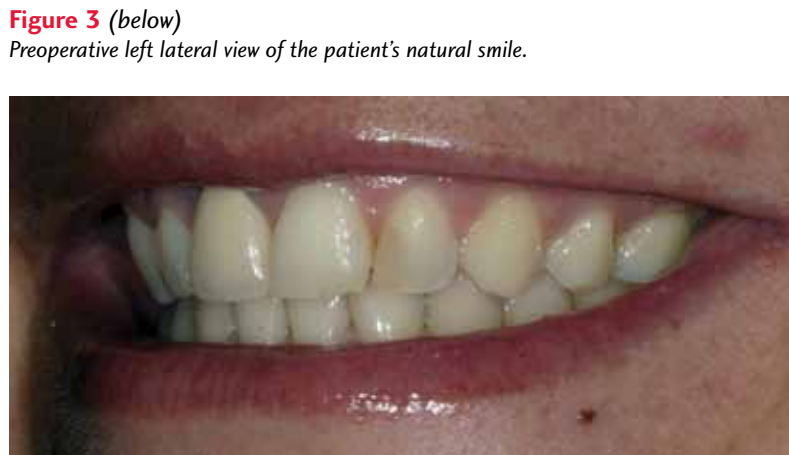 Figure 3 (below)
Preoperative left lateral view of the patient's natural smile.